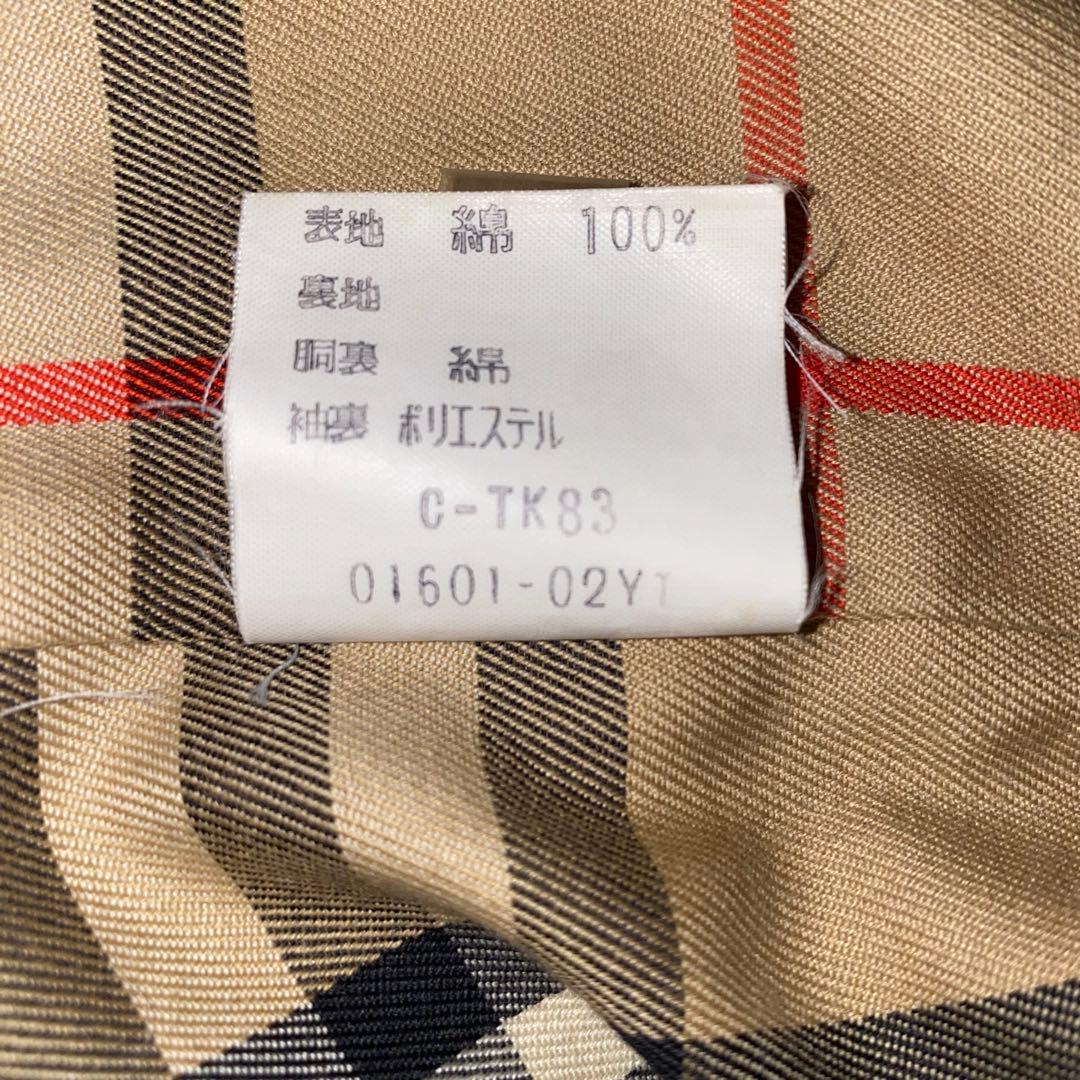 表地 綿 100%
裏地
胴裏 綿
袖裏 ポリエステル
C-TK83
01601-02YT